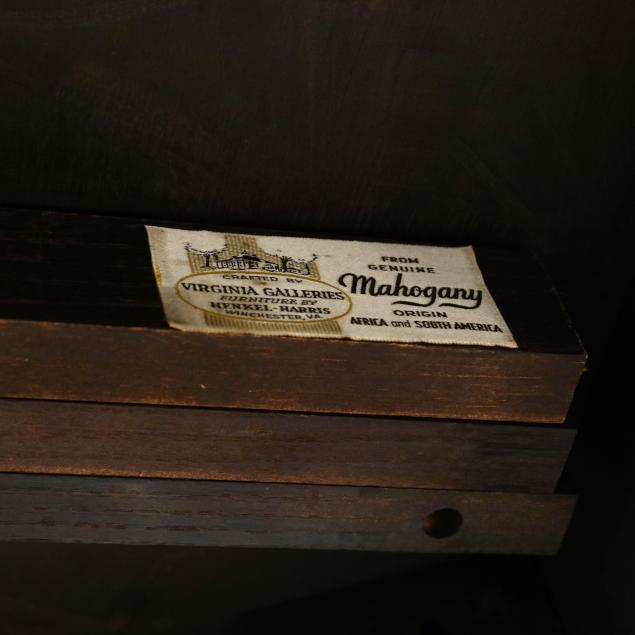 CRAFTED BY
VIRGINIA GALLERIES
FURNITURE BY
HENKEL-HARRIS
WINCHESTER, VA.
FROM
GENUINE
Mahogany
ORIGIN
AFRICA and SOUTH AMERICA